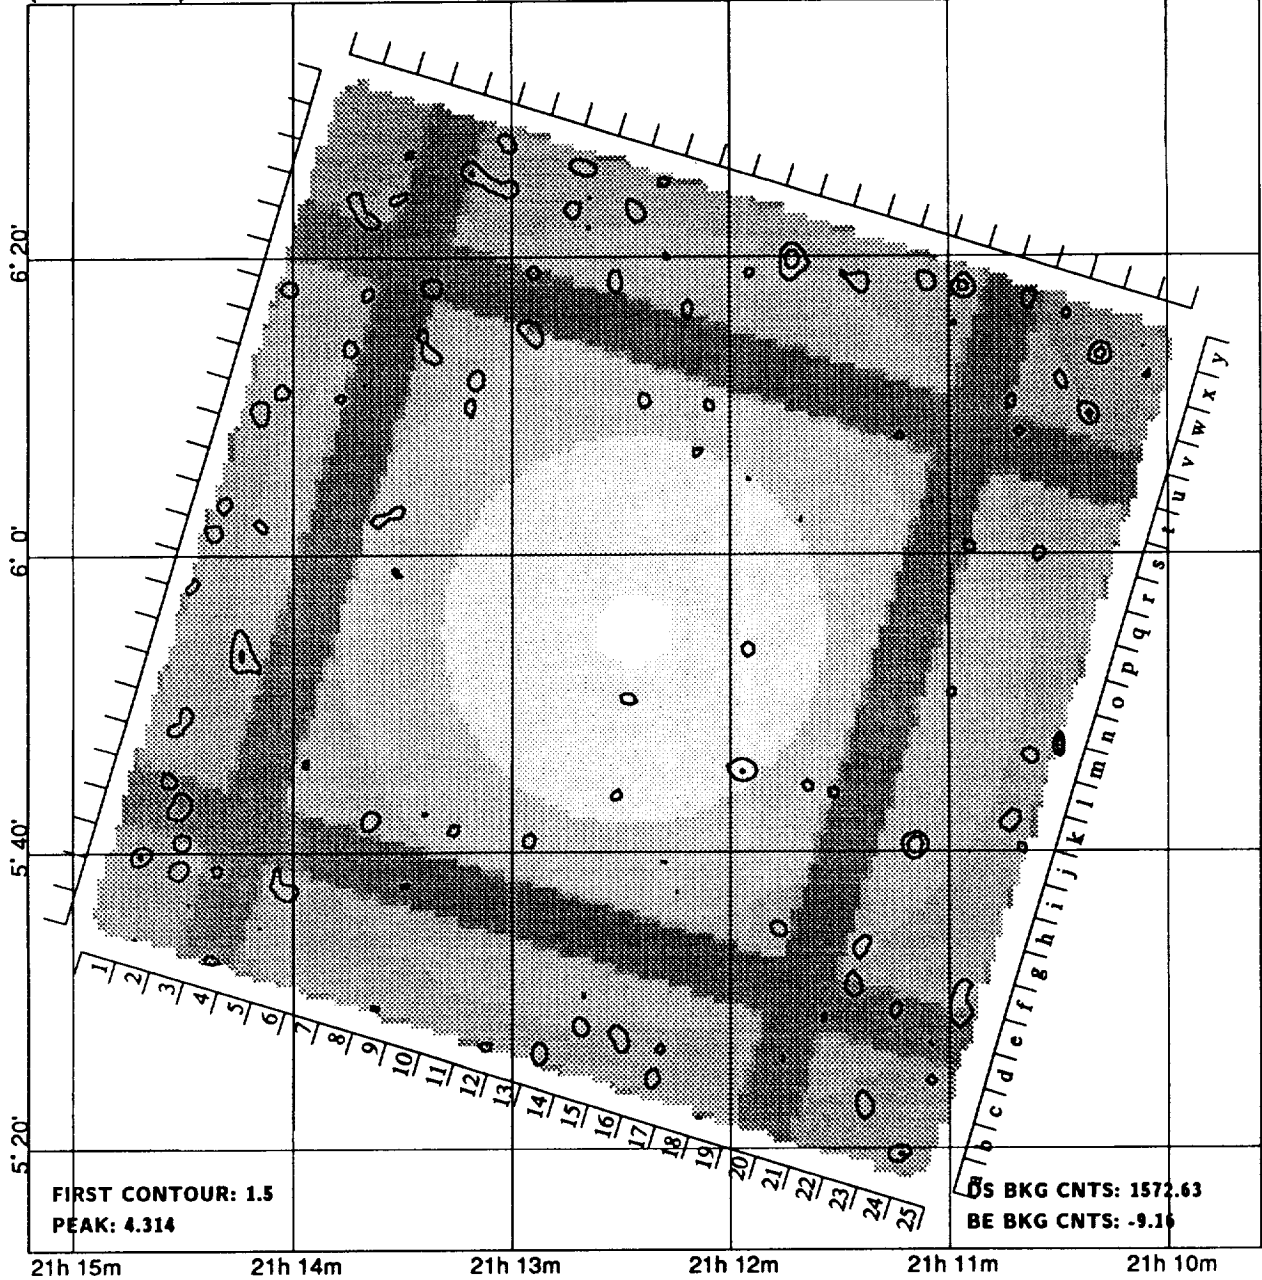 6° 20'
6° 0'
5° 40'
5° 20'
y
x
w
v
u
t
s
r
q
p
o
n
m
l
k
j
i
h
g
f
e
d
c
b
a
1 2 3 4 5 6 7 8 9 10 11 12 13 14 15 16 17 18 19 20 21 22 23 24 25
FIRST CONTOUR: 1.5
PEAK: 4.314
DS BKG CNTS: 1572.63
BE BKG CNTS: -9.16
21h 15m 21h 14m 21h 13m 21h 12m 21h 11m 21h 10m